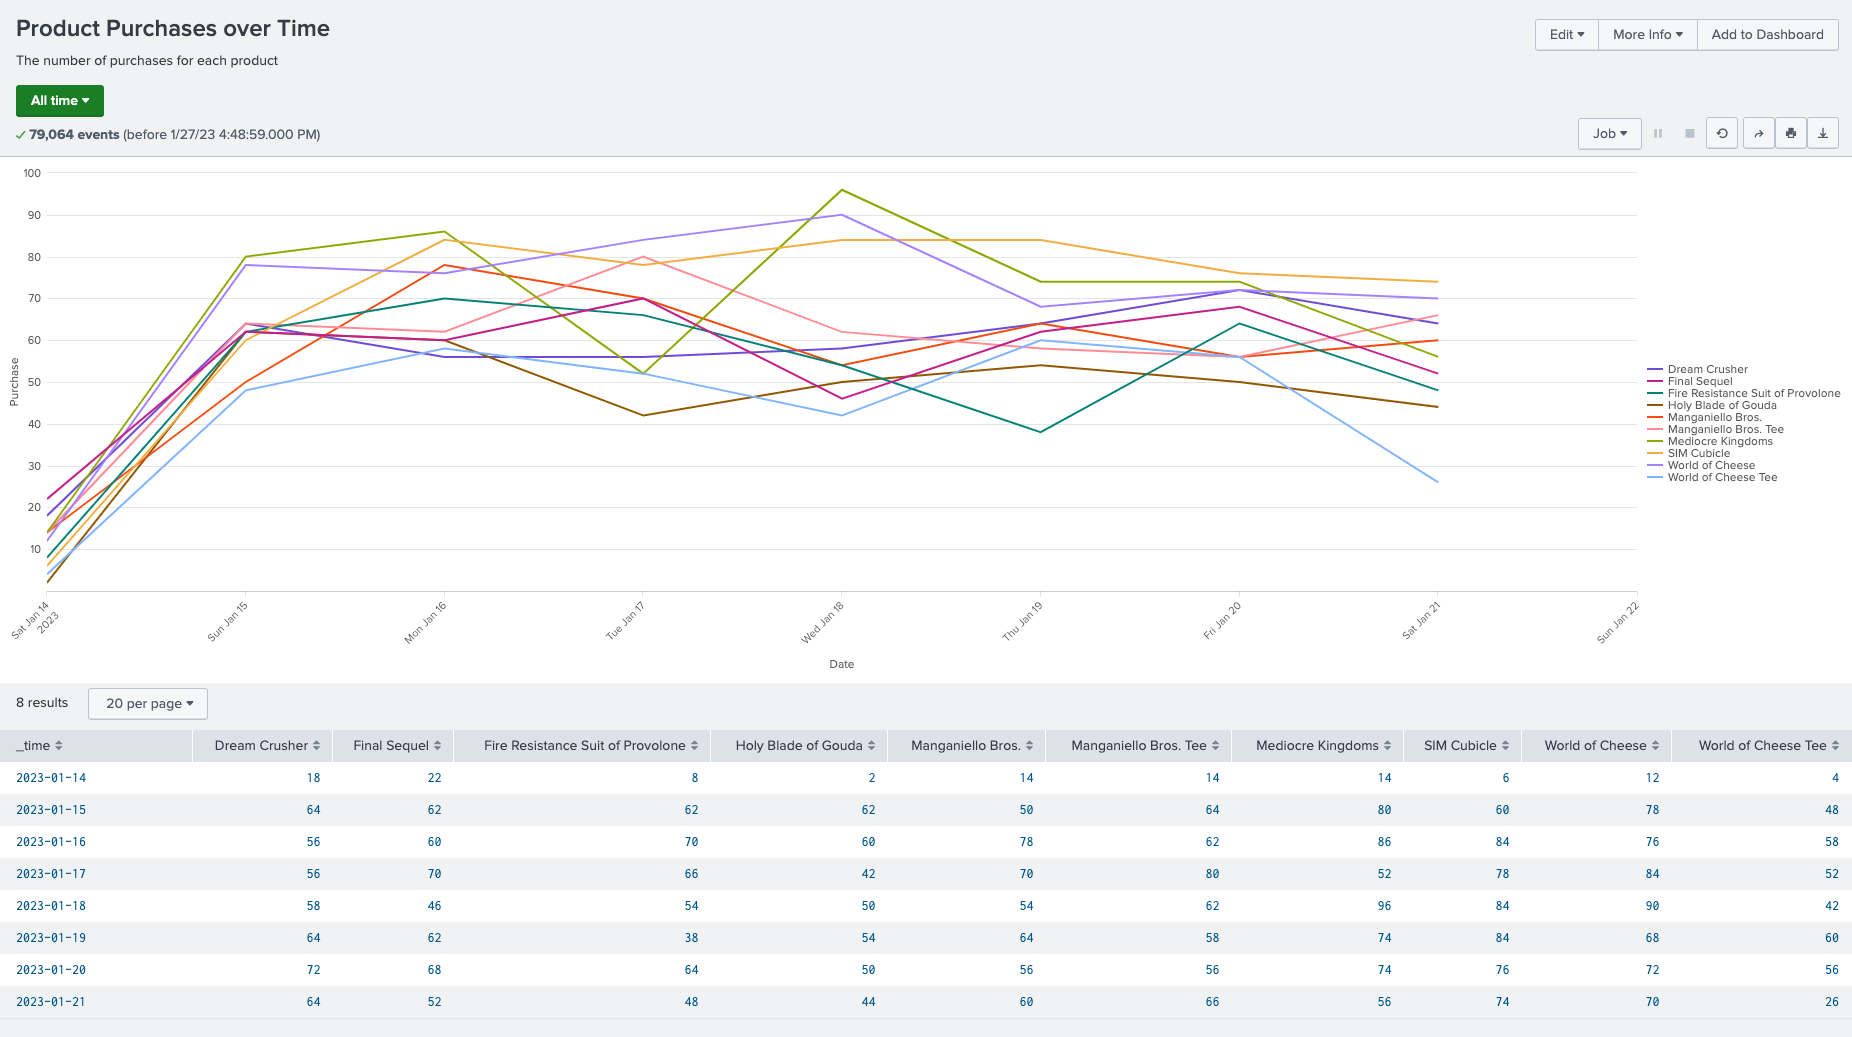 Product Purchases over Time
The number of purchases for each product
Edit
More Info
Add to Dashboard
All time
79,064 events (before 1/27/23 4:48:59.000 PM)
Job
100
90
80
70
60
50
40
30
20
10
Purchase
Sat Jan 14
2023
Sun Jan 15
Mon Jan 16
Tue Jan 17
Wed Jan 18
Thu Jan 19
Fri Jan 20
Sat Jan 21
Sun Jan 22
Date
Dream Crusher
Final Sequel
Fire Resistance Suit of Provolone
Holy Blade of Gouda
Manganiello Bros.
Manganiello Bros. Tee
Mediocre Kingdoms
SIM Cubicle
World of Cheese
World of Cheese Tee
8 results
20 per page
_time Dream Crusher Final Sequel Fire Resistance Suit of Provolone Holy Blade of Gouda Manganiello Bros. Manganiello Bros. Tee Mediocre Kingdoms SIM Cubicle World of Cheese World of Cheese Tee
2023-01-14 18 22 8 2 14 14 14 6 12 4
2023-01-15 64 62 62 62 50 64 80 60 78 48
2023-01-16 56 60 70 60 78 62 86 84 76 58
2023-01-17 56 70 66 42 70 80 52 78 84 52
2023-01-18 58 46 54 50 54 62 96 84 90 42
2023-01-19 64 62 38 54 64 58 74 84 68 60
2023-01-20 72 68 64 50 56 56 74 76 72 56
2023-01-21 64 52 48 44 60 66 56 74 70 26